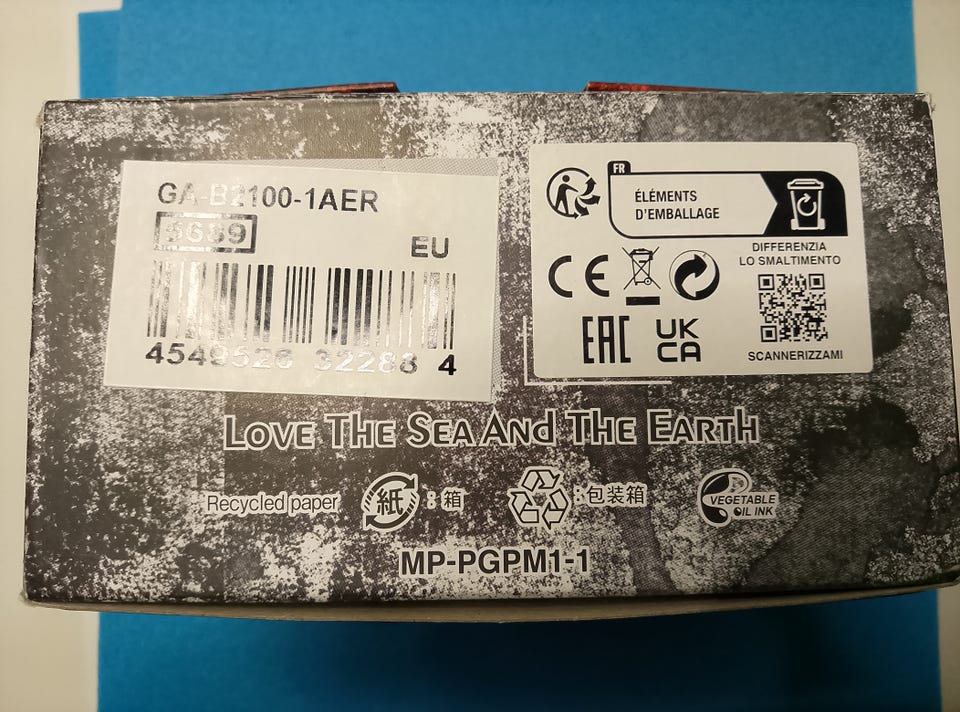 GA-B2100-1AER
5689
EU
4549526 32288 4
FR
ÉLÉMENTS
D'EMBALLAGE
DIFFERENZIA
LO SMALTIMENTO
CE
EAC
UK
CA
SCANNERIZZAMI
LOVE THE SEA AND THE EARTH
Recycled paper 紙 : 箱 : 包装箱 VEGETABLE
OIL INK
MP-PGPM1-1